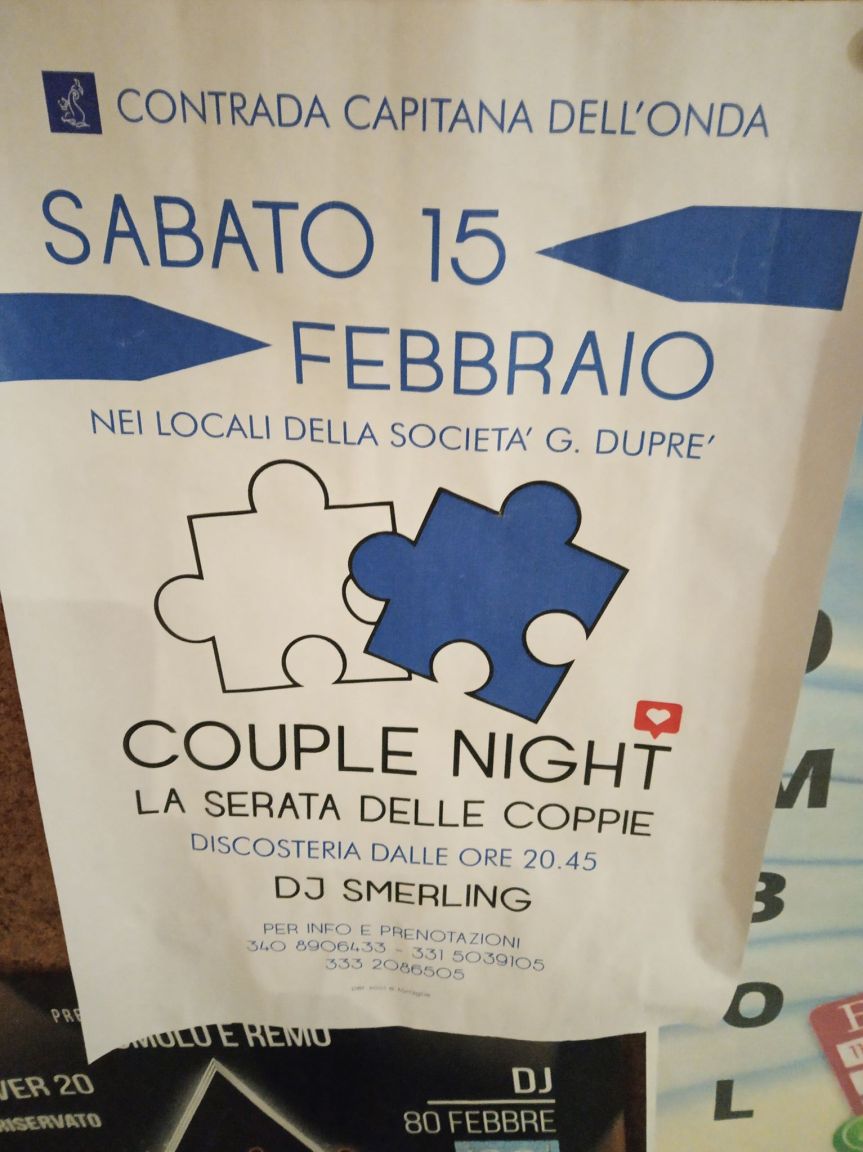 CONTRADA CAPITANA DELL'ONDA
SABATO 15
FEBBRAIO
NEI LOCALI DELLA SOCIETA' G. DUPRE'
COUPLE NIGHT
LA SERATA DELLE COPPIE
DISCOSTERIA DALLE ORE 20.45
DJ SMERLING
PER INFO E PRENOTAZIONI
340 8906433 - 331 5039105
333 2086505
PRE
OMOLO E REMO
VER 20
RISERVATO
DJ
80 FEBBRE
O
M
B
O
L